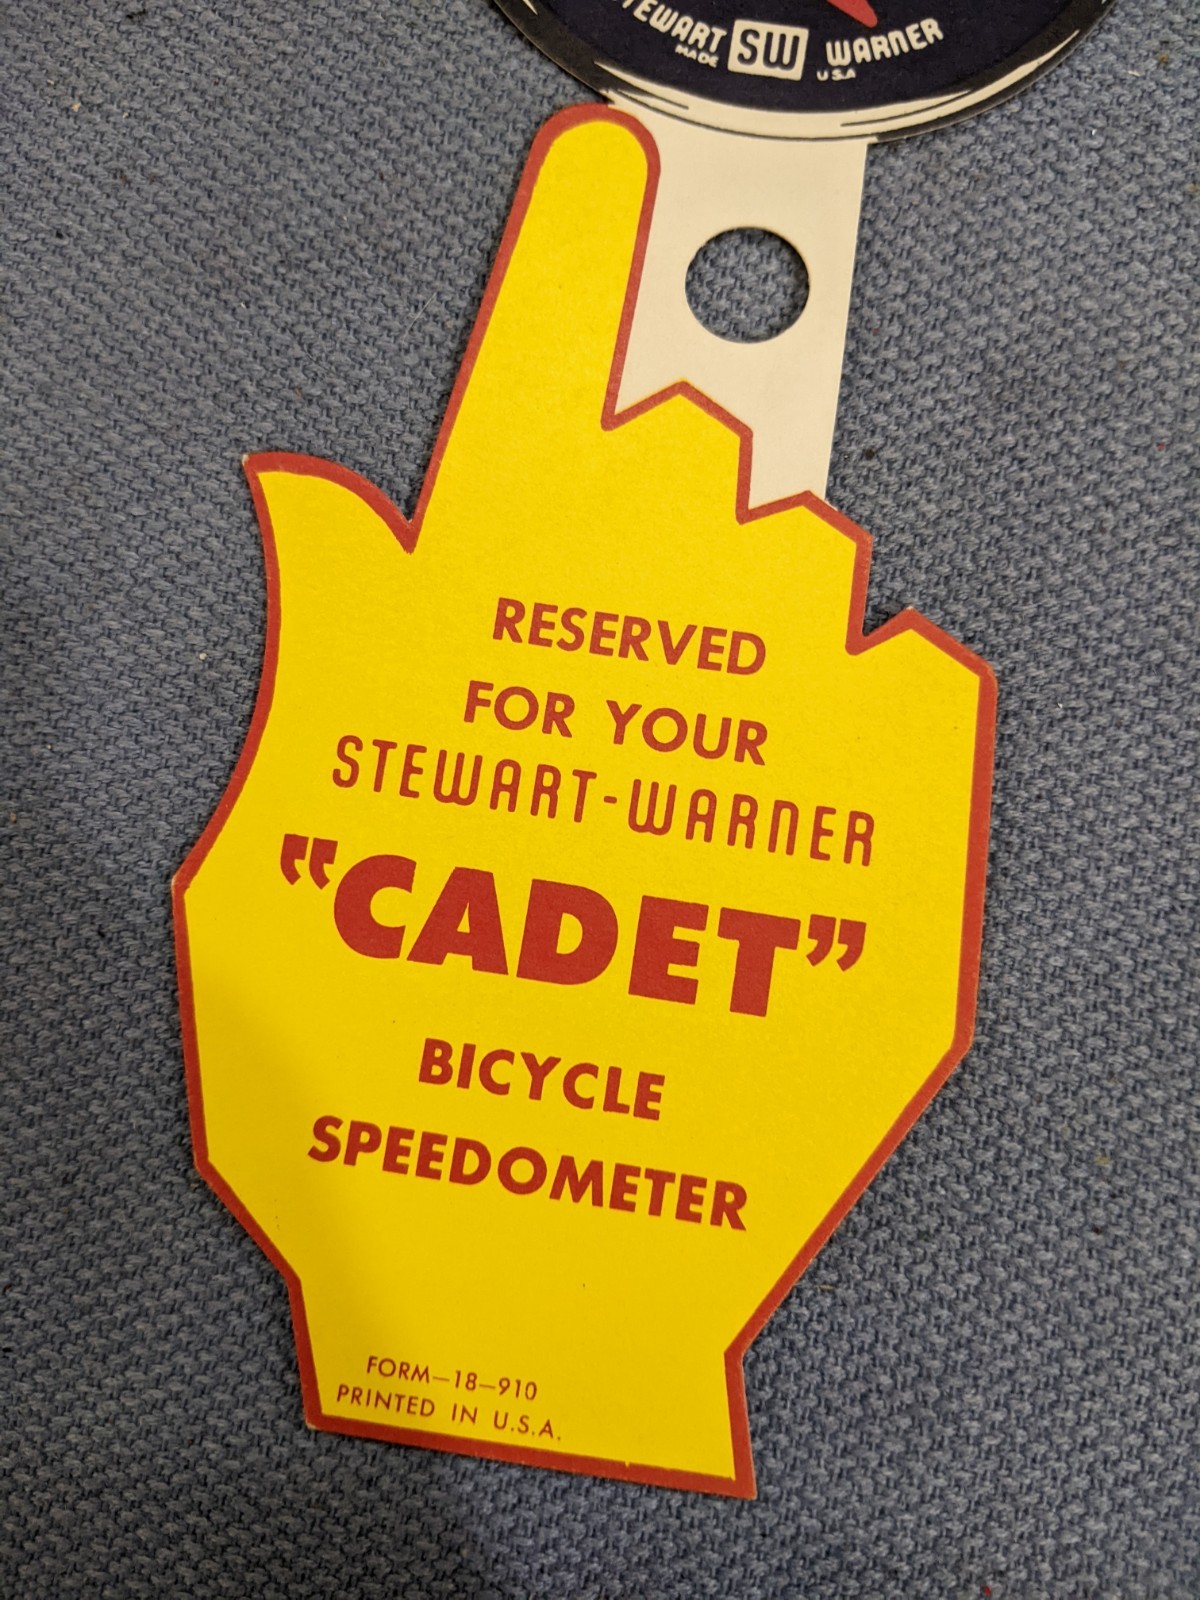 STEWART SW WARNER
MADE U S A
RESERVED
FOR YOUR
STEWART-WARNER
"CADET"
BICYCLE
SPEEDOMETER
FORM—18—910
PRINTED IN U.S.A.